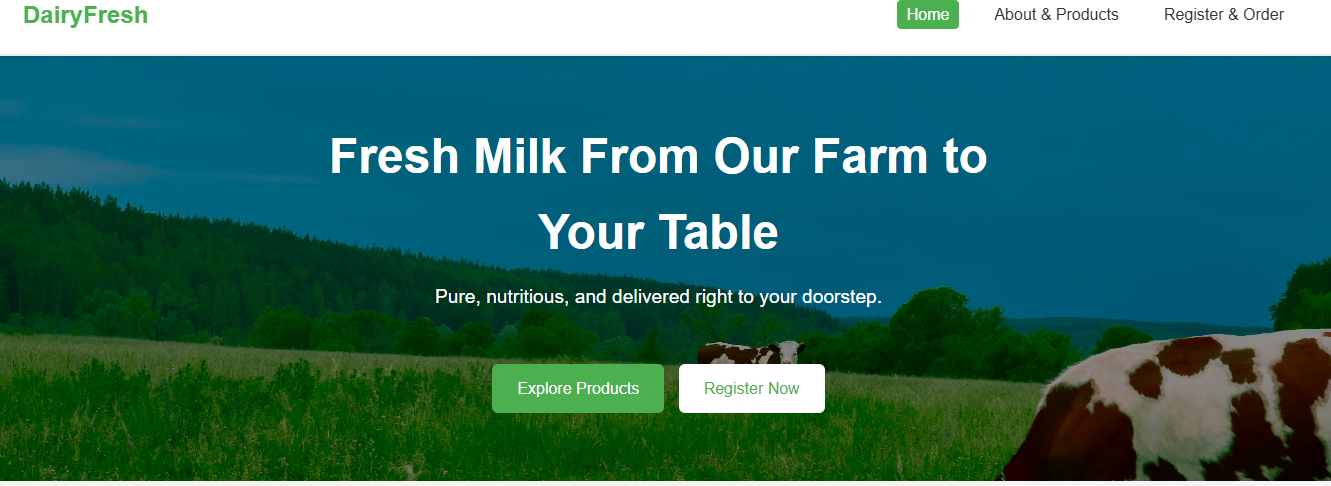 DairyFresh
Home
About & Products
Register & Order
Fresh Milk From Our Farm to
Your Table
Pure, nutritious, and delivered right to your doorstep.
Explore Products
Register Now